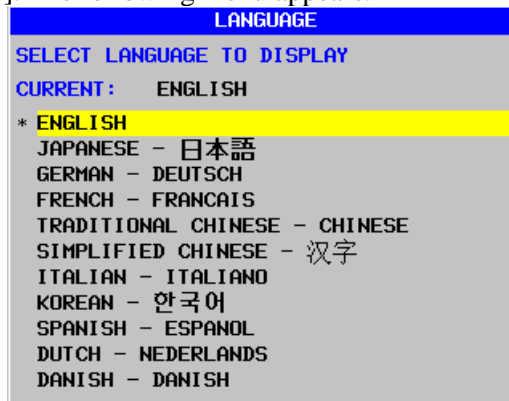 LANGUAGE
SELECT LANGUAGE TO DISPLAY
CURRENT: ENGLISH
* ENGLISH
JAPANESE - 日本語
GERMAN - DEUTSCH
FRENCH - FRANCAIS
TRADITIONAL CHINESE - CHINESE
SIMPLIFIED CHINESE - 汉字
ITALIAN - ITALIANO
KOREAN - 한국어
SPANISH - ESPANOL
DUTCH - NEDERLANDS
DANISH - DANISH